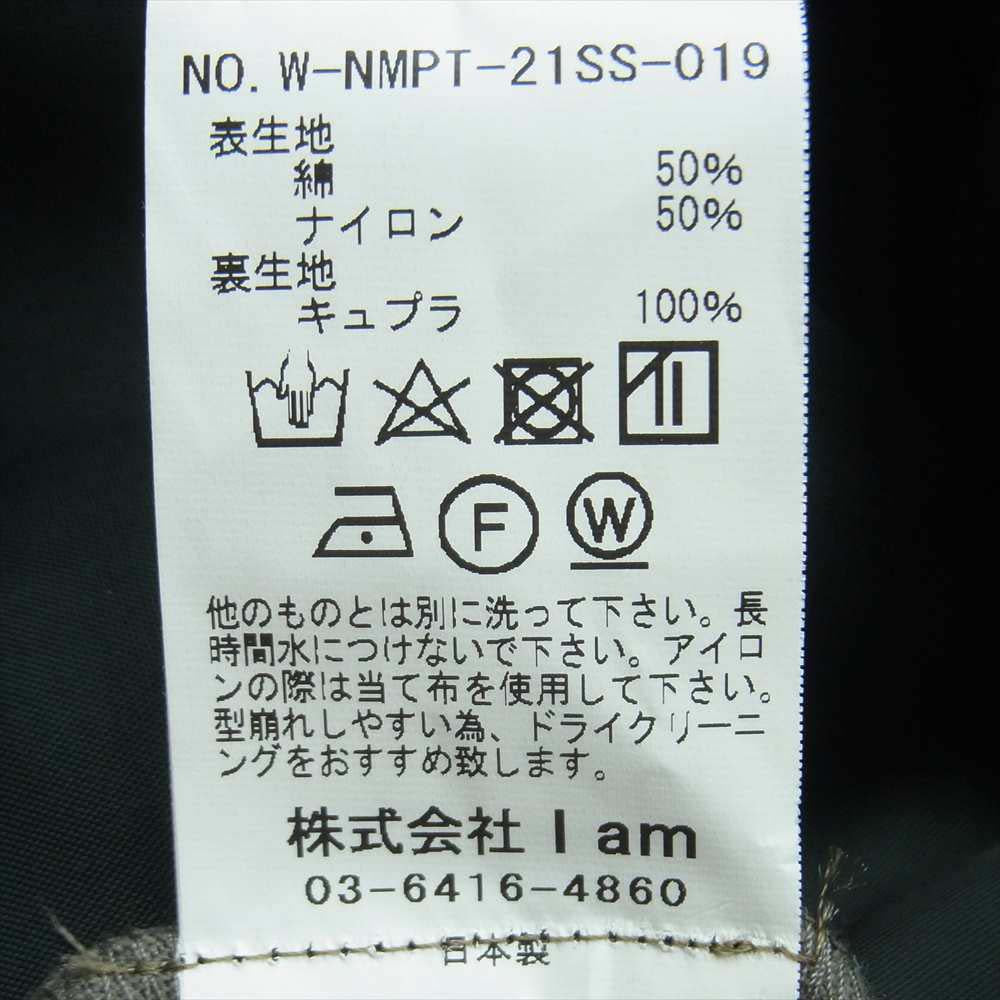 NO. W-NMPT-21SS-019
表生地
綿 50%
ナイロン 50%
裏生地
キュプラ 100%
F W
他のものとは別に洗って下さい。長
時間水につけないで下さい。アイロ
ンの際は当て布を使用して下さい。
型崩れしやすい為、ドライクリーニ
ングをおすすめ致します。
株式会社 I am
03-6416-4860
日本製